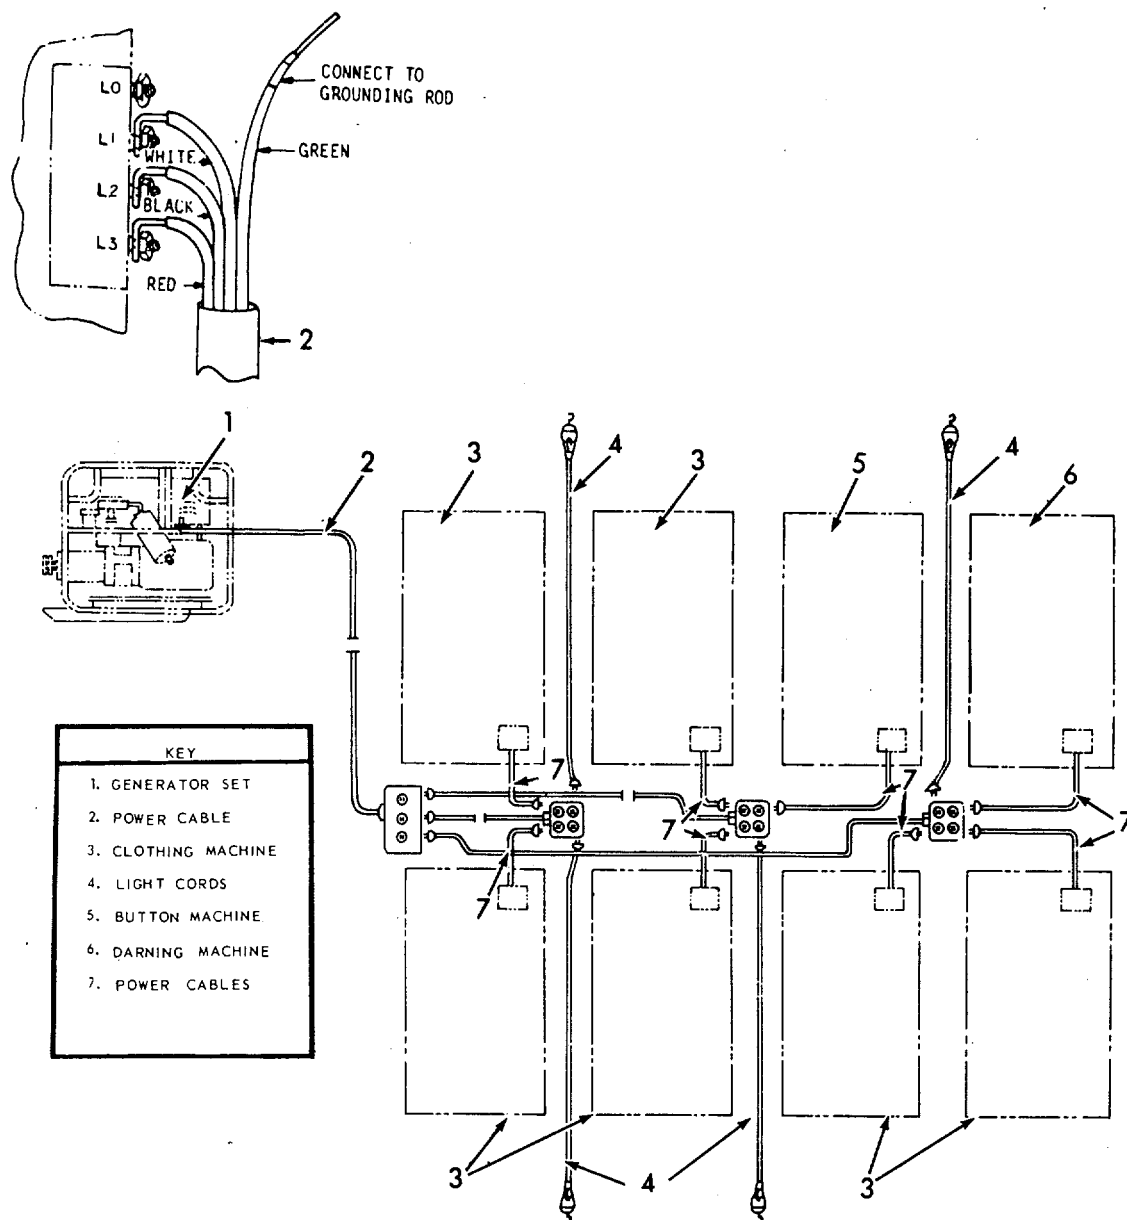 CONNECT TO
GROUNDING ROD
L0
L1
WHITE
GREEN
L2
BLACK
L3
RED
2
1
2
3
4
3
5
4
6
7
7
7
7
7
KEY
1. GENERATOR SET
2. POWER CABLE
3. CLOTHING MACHINE
4. LIGHT CORDS
5. BUTTON MACHINE
6. DARNING MACHINE
7. POWER CABLES
3
4
3